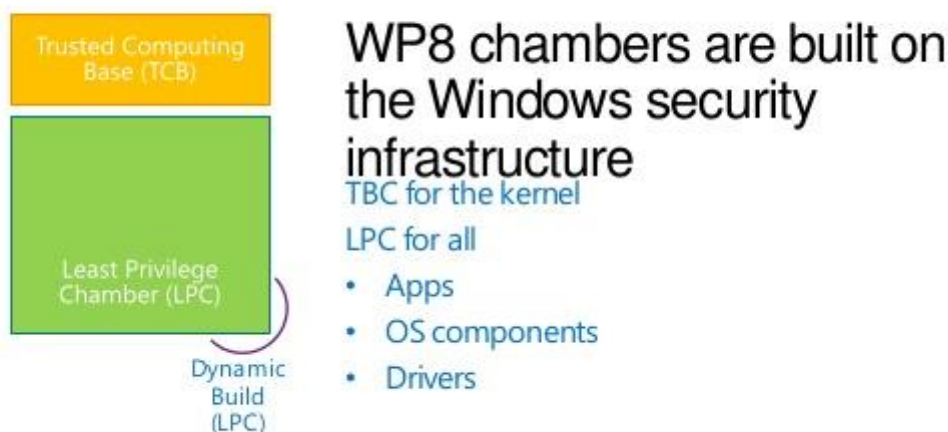 Trusted Computing
Base (TCB)
Least Privilege
Chamber (LPC)
Dynamic
Build
(LPC)
WP8 chambers are built on
the Windows security
infrastructure
TBC for the kernel
LPC for all
• Apps
• OS components
• Drivers